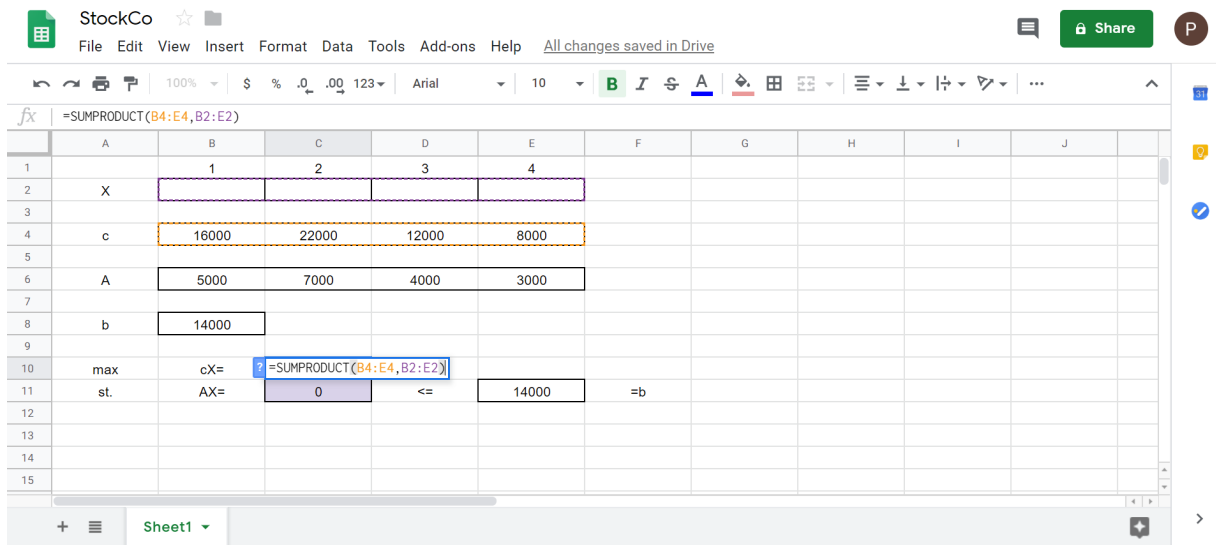 StockCo
File Edit View Insert Format Data Tools Add-ons Help All changes saved in Drive
Share
P
100% $ % .0 .00 123 Arial 10 B I S A ...
31
fx =SUMPRODUCT(B4:E4,B2:E2)
A B C D E F G H I J
1 1 2 3 4
2 X
3
4 c 16000 22000 12000 8000
5
6 A 5000 7000 4000 3000
7
8 b 14000
9
10 max cX= ? =SUMPRODUCT(B4:E4,B2:E2)
11 st. AX= 0 <= 14000 =b
12
13
14
15
+ Sheet1